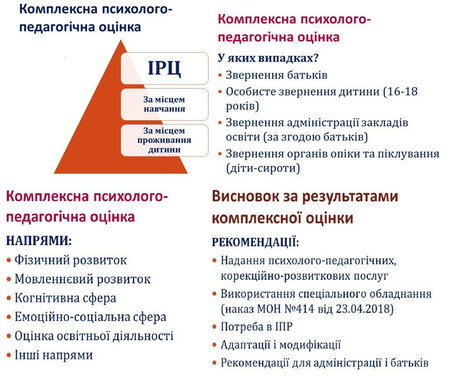 Комплексна психолого-
педагогічна оцінка
ІРЦ
За місцем
навчання
За місцем
проживання
дитини
Комплексна психолого-
педагогічна оцінка
У яких випадках?
• Звернення батьків
• Особисте звернення дитини (16-18
років)
• Звернення адміністрації закладів
освіти (за згодою батьків)
• Звернення органів опіки та піклування
(діти-сироти)
Комплексна психолого-
педагогічна оцінка
НАПРЯМИ:
• Фізичний розвиток
• Мовленнєвий розвиток
• Когнітивна сфера
• Емоційно-соціальна сфера
• Оцінка освітньої діяльності
• Інші напрями
Висновок за результатами
комплексної оцінки
РЕКОМЕНДАЦІЇ:
• Надання психолого-педагогічних,
корекційно-розвиткових
послуг
• Використання спеціального обладнання
(наказ МОН №414 від 23.04.2018)
• Потреба в ІПР
• Адаптації і модифікації
• Рекомендації для адміністрації і батьків